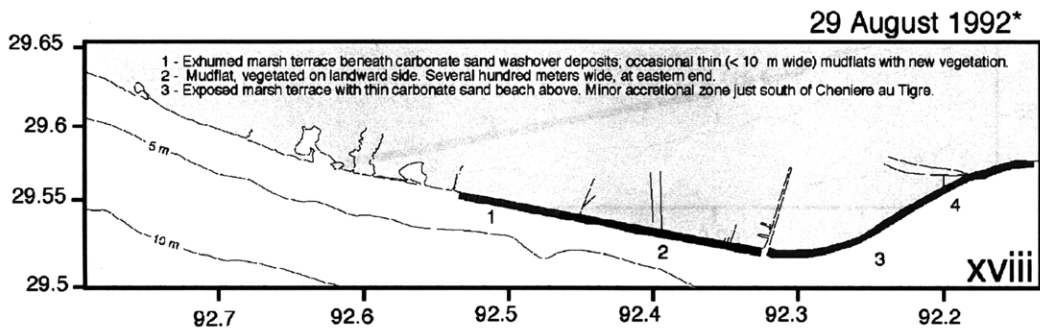 29 August 1992*
29.65
1 - Exhumed marsh terrace beneath carbonate sand washover deposits; occasional thin (< 10 m wide) mudflats with new vegetation.
2 - Mudflat, vegetated on landward side. Several hundred meters wide, at eastern end.
3 - Exposed marsh terrace with thin carbonate sand beach above. Minor accretional zone just south of Cheniere au Tigre.
29.6
5 m
29.55
1
4
2
10 m
3
xviii
29.5
92.7 92.6 92.5 92.4 92.3 92.2